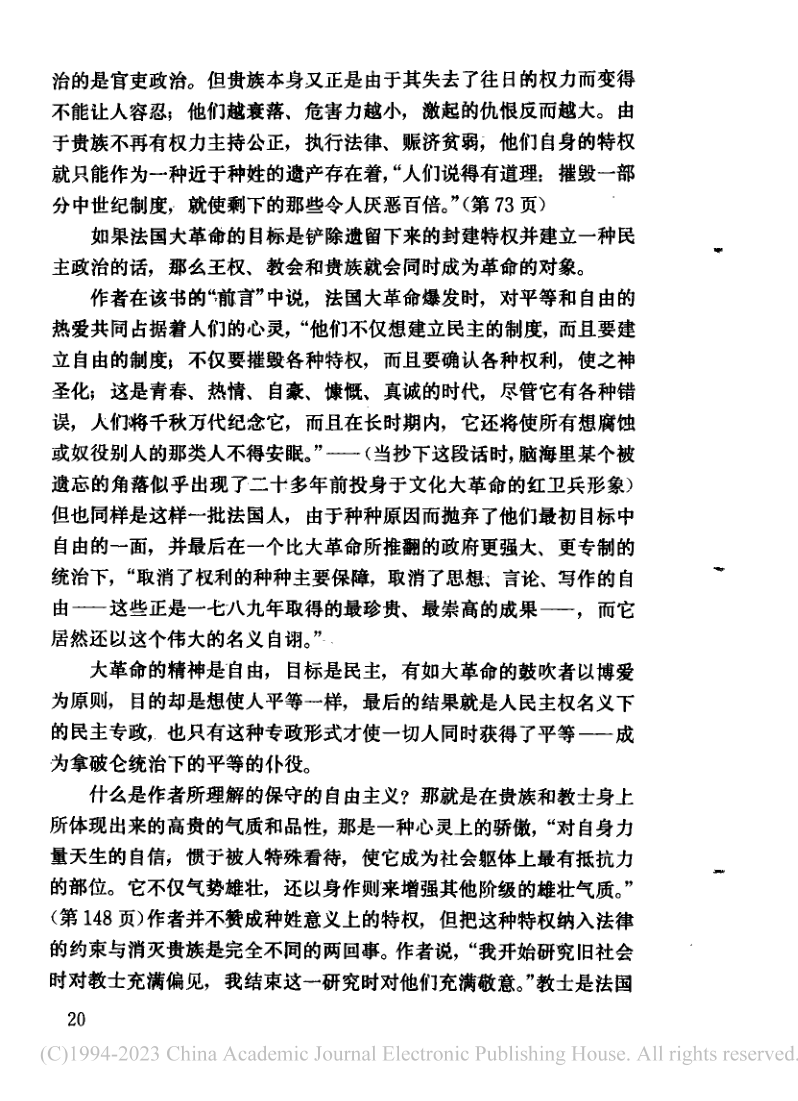 治的是官吏政治。但贵族本身又正是由于其失去了往日的权力而变得
不能让人容忍；他们越衰落、危害力越小，激起的仇恨反而越大。由
于贵族不再有权力主持公正，执行法律、赈济贫弱，他们自身的特权
就只能作为一种近于种姓的遗产存在着，“人们说得有道理：摧毁一部
分中世纪制度，就使剩下的那些令人厌恶百倍。”（第73页）
如果法国大革命的目标是铲除遗留下来的封建特权并建立一种民
主政治的话，那么王权、教会和贵族就会同时成为革命的对象。
作者在该书的“前言”中说，法国大革命爆发时，对平等和自由的
热爱共同占据着人们的心灵，“他们不仅想建立民主的制度，而且要建
立自由的制度；不仅要摧毁各种特权，而且要确认各种权利，使之神
圣化；这是青春、热情、自豪、慷慨、真诚的时代，尽管它有各种错
误，人们将千秋万代纪念它，而且在长时期内，它还将使所有想腐蚀
或奴役别人的那类人不得安眠。”——（当抄下这段话时，脑海里某个被
遗忘的角落似乎出现了二十多年前投身于文化大革命的红卫兵形象）
但也同样是这样一批法国人，由于种种原因而抛弃了他们最初目标中
自由的一面，并最后在一个比大革命所推翻的政府更强大、更专制的
统治下，“取消了权利的种种主要保障，取消了思想、言论、写作的自
由——这些正是一七八九年取得的最珍贵、最崇高的成果——，而它
居然还以这个伟大的名义自诩。”
大革命的精神是自由，目标是民主，有如大革命的鼓吹者以博爱
为原则，目的却是想使人平等一样，最后的结果就是人民主权名义下
的民主专政，也只有这种专政形式才使一切人同时获得了平等——成
为拿破仑统治下的平等的仆役。
什么是作者所理解的保守的自由主义？那就是在贵族和教士身上
所体现出来的高贵的气质和品性，那是一种心灵上的骄傲，“对自身力
量天生的自信，惯于被人特殊看待，使它成为社会躯体上最有抵抗力
的部位。它不仅气势雄壮，还以身作则来增强其他阶级的雄壮气质。”
（第148页）作者并不赞成种姓意义上的特权，但把这种特权纳入法律
的约束与消灭贵族是完全不同的两回事。作者说，“我开始研究旧社会
时对教士充满偏见，我结束这一研究时对他们充满敬意。”教士是法国
20
(C)1994-2023 China Academic Journal Electronic Publishing House. All rights reserved.